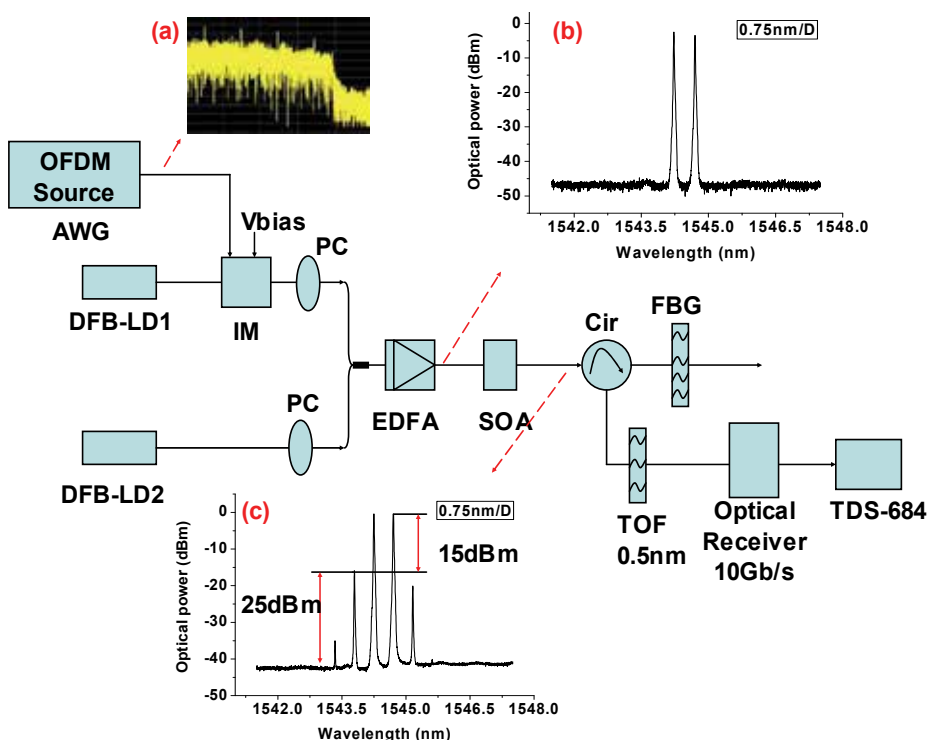 (a)
(b)
0.75nm/D
Optical power (dBm)
0
-10
-20
-30
-40
-50
1542.0 1543.5 1545.0 1546.5 1548.0
Wavelength (nm)
OFDM
Source
AWG
Vbias
PC
DFB-LD1
IM
FBG
Cir
PC
EDFA
SOA
DFB-LD2
TOF
0.5nm
Optical
Receiver
10Gb/s
TDS-684
(c)
0.75nm/D
Optical power (dBm)
0
-10
-20
-30
-40
-50
15dBm
25dBm
1542.0 1543.5 1545.0 1546.5 1548.0
Wavelength (nm)